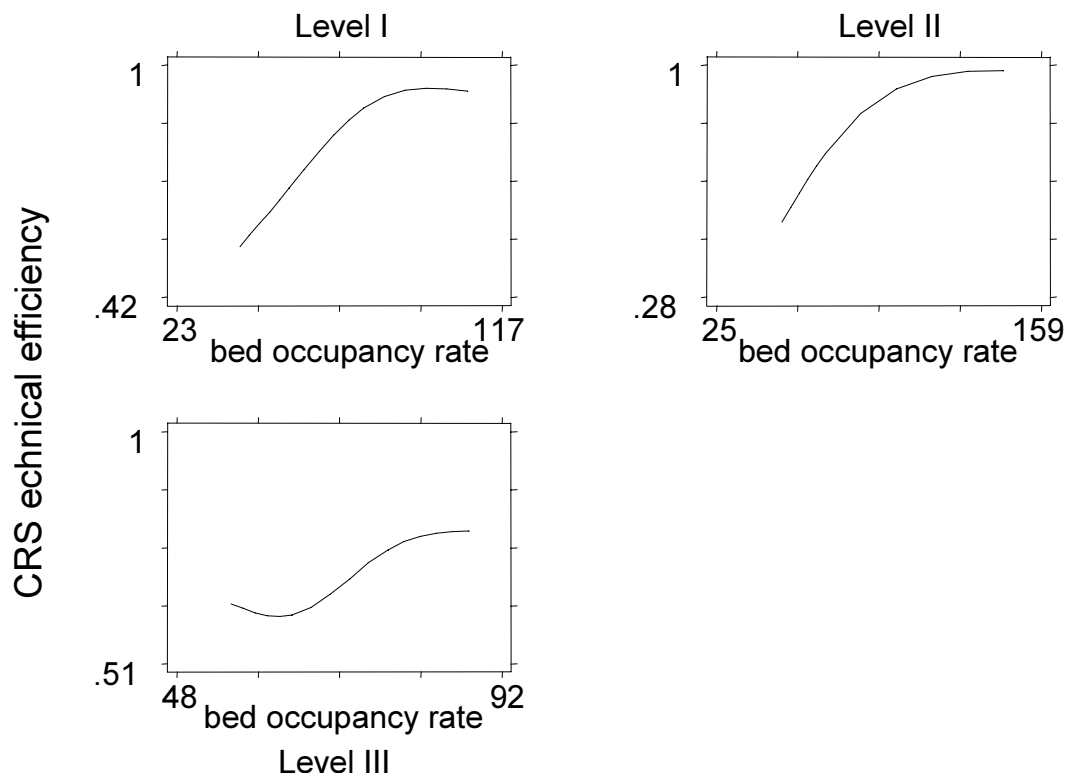 Level I
1
.42
23
117
bed occupancy rate
Level II
1
.28
25
159
bed occupancy rate
CRS echnical efficiency
1
.51
48
92
bed occupancy rate
Level III